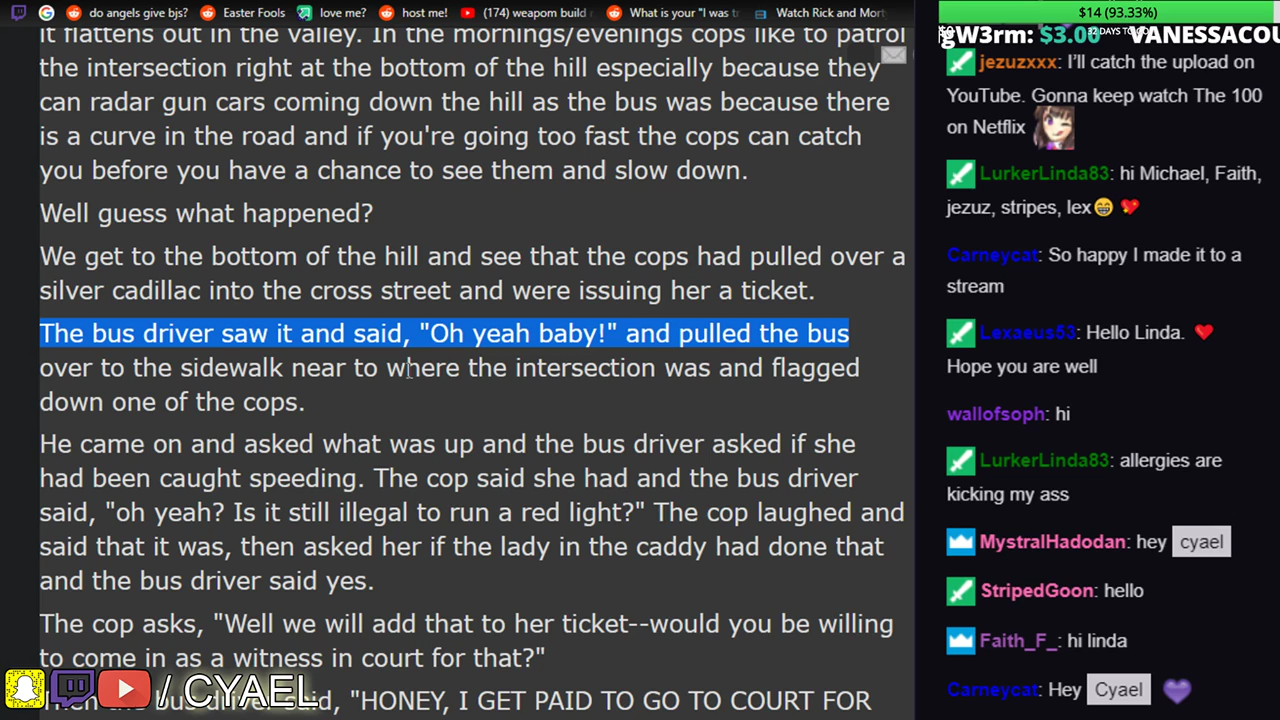 do angels give bjs?
Easter Fools
love me?
host me!
(174) weapom build
What is your "I was t
Watch Rick and Mort
it flattens out in the valley. In the mornings/evenings cops like to patrol
the intersection right at the bottom of the hill especially because they
can radar gun cars coming down the hill as the bus was because there
is a curve in the road and if you're going too fast the cops can catch
you before you have a chance to see them and slow down.
Well guess what happened?
We get to the bottom of the hill and see that the cops had pulled over a
silver cadillac into the cross street and were issuing her a ticket.
The bus driver saw it and said, "Oh yeah baby!" and pulled the bus
over to the sidewalk near to where the intersection was and flagged
down one of the cops.
He came on and asked what was up and the bus driver asked if she
had been caught speeding. The cop said she had and the bus driver
said, "oh yeah? Is it still illegal to run a red light?" The cop laughed and
said that it was, then asked her if the lady in the caddy had done that
and the bus driver said yes.
The cop asks, "Well we will add that to her ticket--would you be willing
to come in as a witness in court for that?"
bus driver said, "HONEY, I GET PAID TO GO TO COURT FOR
/ CYAEL
$14 (93.33%)
32 DAYS TO GO
gW3rm: $3.00 VANESSACOU
jezuzxxx: I'll catch the upload on
YouTube. Gonna keep watch The 100
on Netflix
LurkerLinda83: hi Michael, Faith,
jezuz, stripes, lex
Carneycat: So happy I made it to a
stream
Lexaeus53: Hello Linda.
Hope you are well
wallofsoph: hi
LurkerLinda83: allergies are
kicking my ass
MystralHadodan: hey cyael
StripedGoon: hello
Faith_F_: hi linda
Carneycat: Hey Cyael